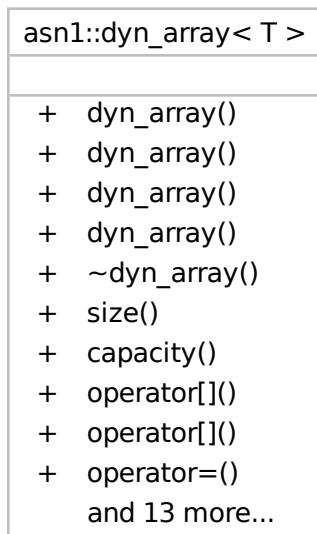 asn1::dyn_array< T >
+ dyn_array()
+ dyn_array()
+ dyn_array()
+ dyn_array()
+ ~dyn_array()
+ size()
+ capacity()
+ operator[]()
+ operator[]()
+ operator=()
and 13 more...